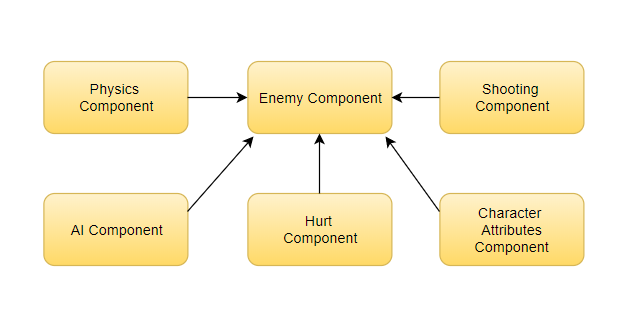 Physics
Component
Enemy Component
Shooting
Component
AI Component
Hurt
Component
Character
Attributes
Component